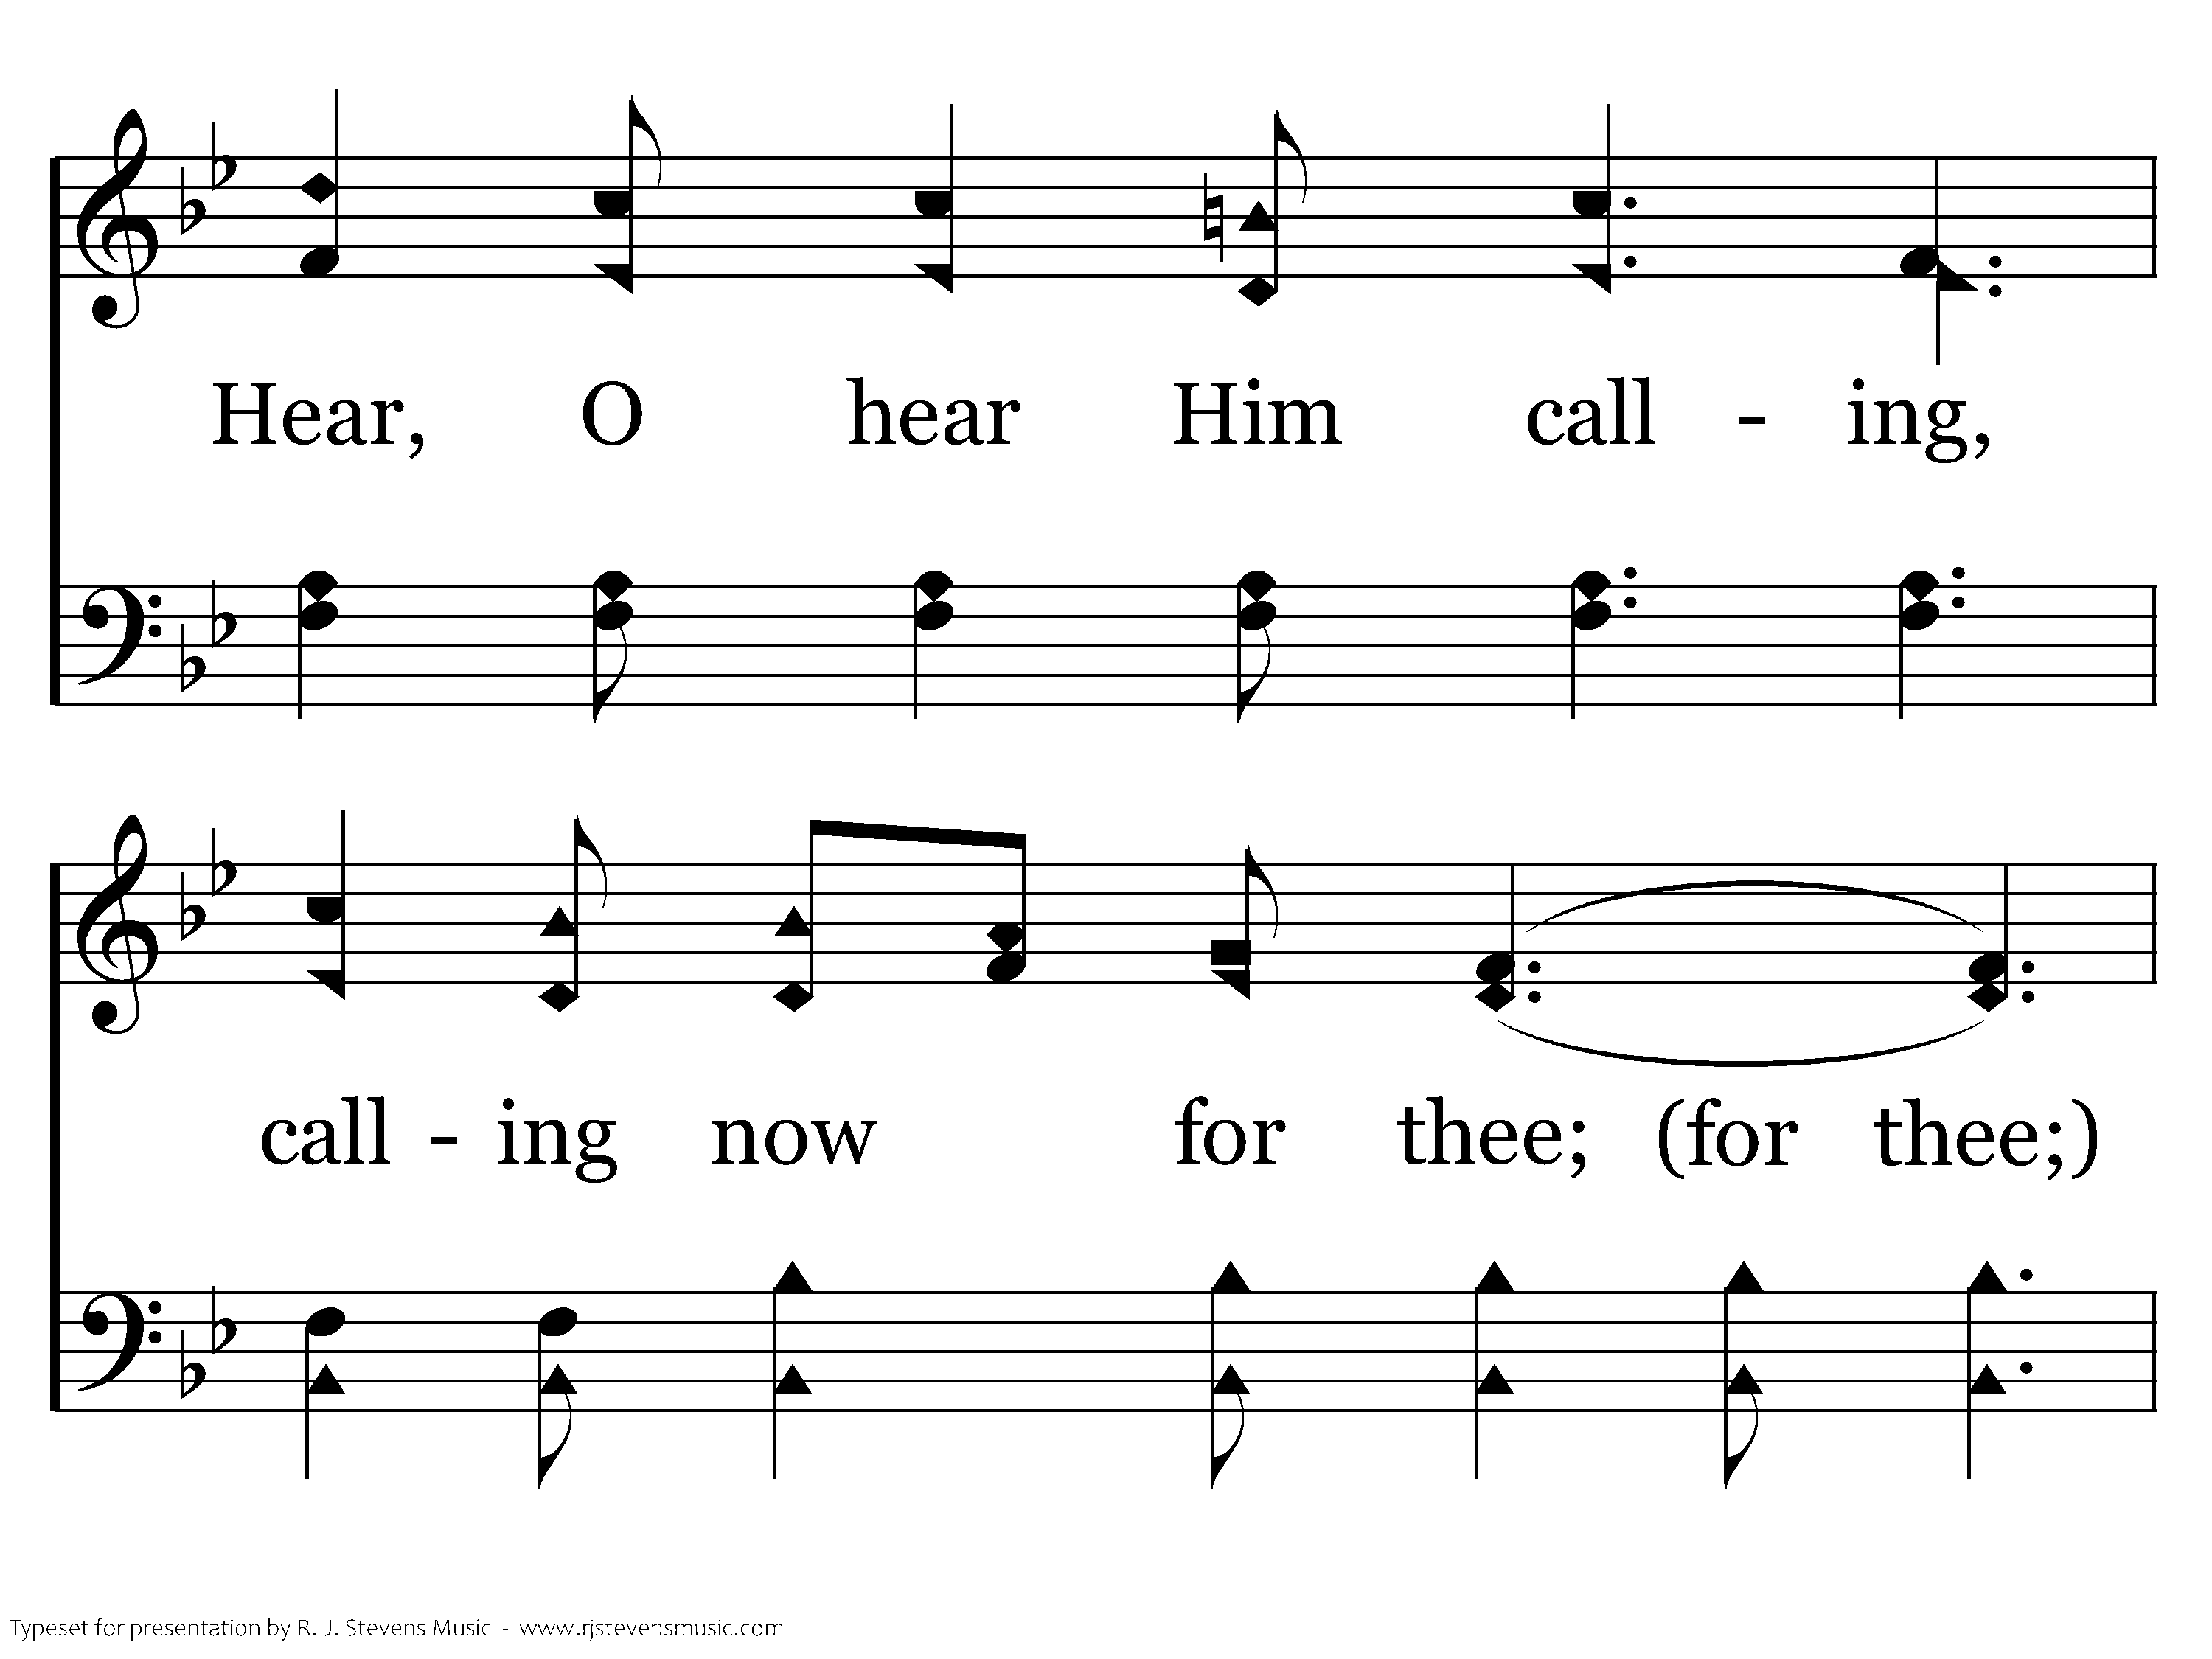 Hear, O hear Him call - ing,
call - ing now for thee; (for thee;)
Typeset for presentation by R. J. Stevens Music - www.rjstevensmusic.com